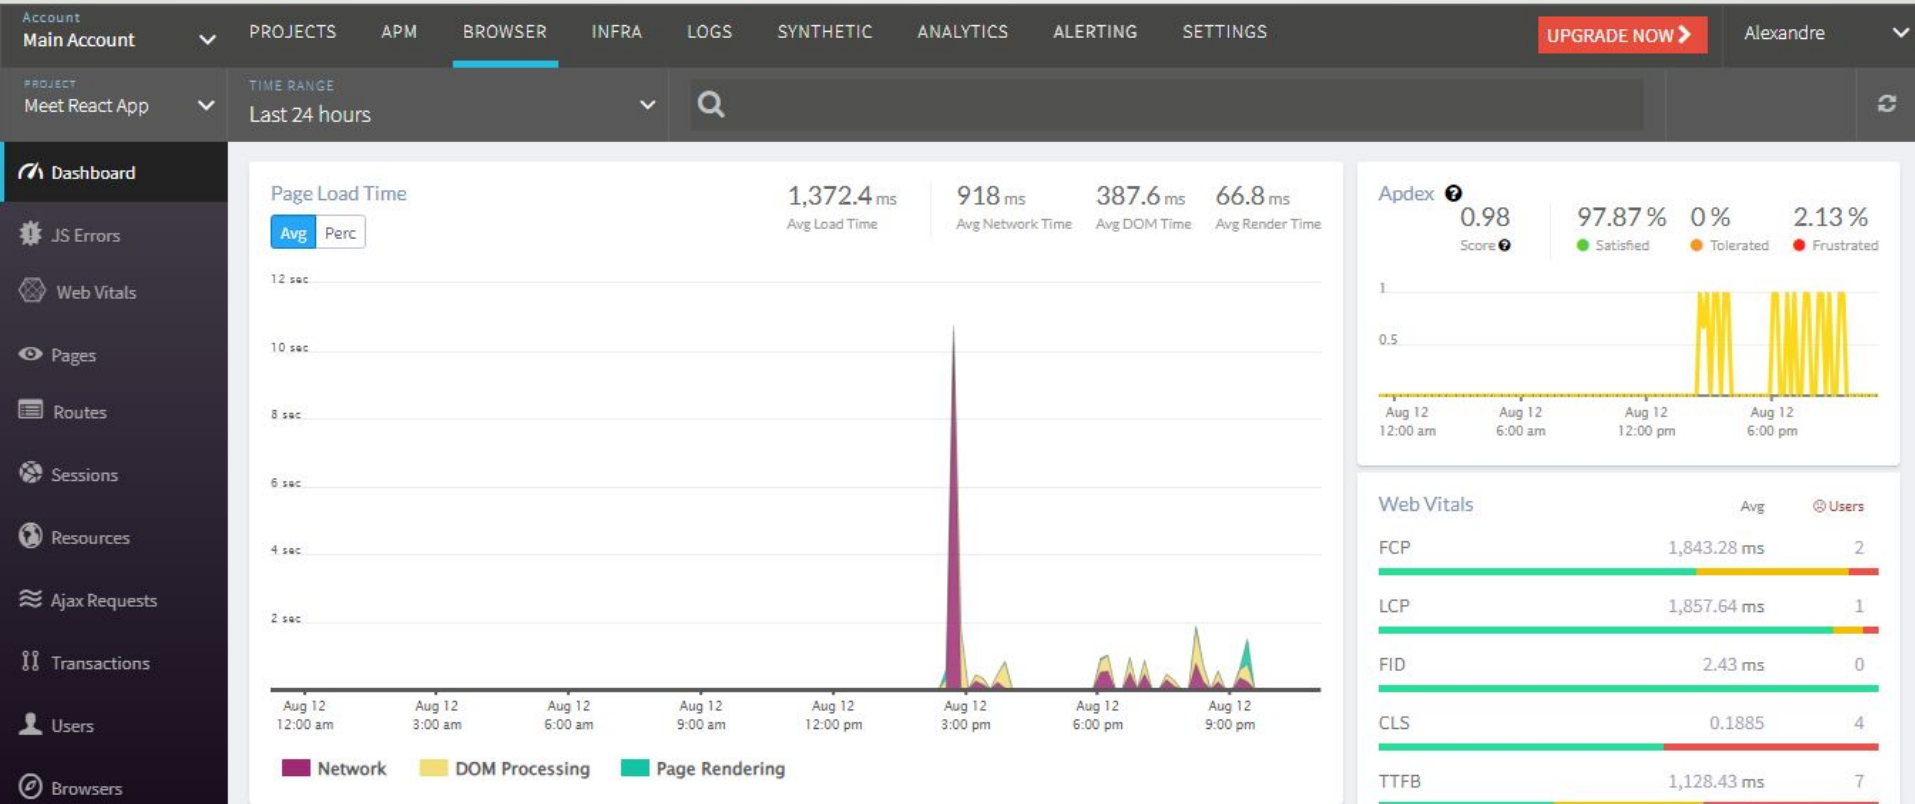 Account
Main Account
PROJECTS APM BROWSER INFRA LOGS SYNTHETIC ANALYTICS ALERTING SETTINGS
UPGRADE NOW
Alexandre
PROJECT
Meet React App
TIME RANGE
Last 24 hours
Dashboard
JS Errors
Web Vitals
Pages
Routes
Sessions
Resources
Ajax Requests
Transactions
Users
Browsers
Page Load Time
Avg Perc
1,372.4 ms
Avg Load Time
918 ms
Avg Network Time
387.6 ms
Avg DOM Time
66.8 ms
Avg Render Time
12 sec
10 sec
8 sec
6 sec
4 sec
2 sec
Aug 12
12:00 am
Aug 12
3:00 am
Aug 12
6:00 am
Aug 12
9:00 am
Aug 12
12:00 pm
Aug 12
3:00 pm
Aug 12
6:00 pm
Aug 12
9:00 pm
Network DOM Processing Page Rendering
Apdex ?
0.98
Score ?
97.87 %
Satisfied
0 %
Tolerated
2.13 %
Frustrated
1
0.5
Aug 12
12:00 am
Aug 12
6:00 am
Aug 12
12:00 pm
Aug 12
6:00 pm
Web Vitals Avg Users
FCP 1,843.28 ms 2
LCP 1,857.64 ms 1
FID 2.43 ms 0
CLS 0.1885 4
TTFB 1,128.43 ms 7